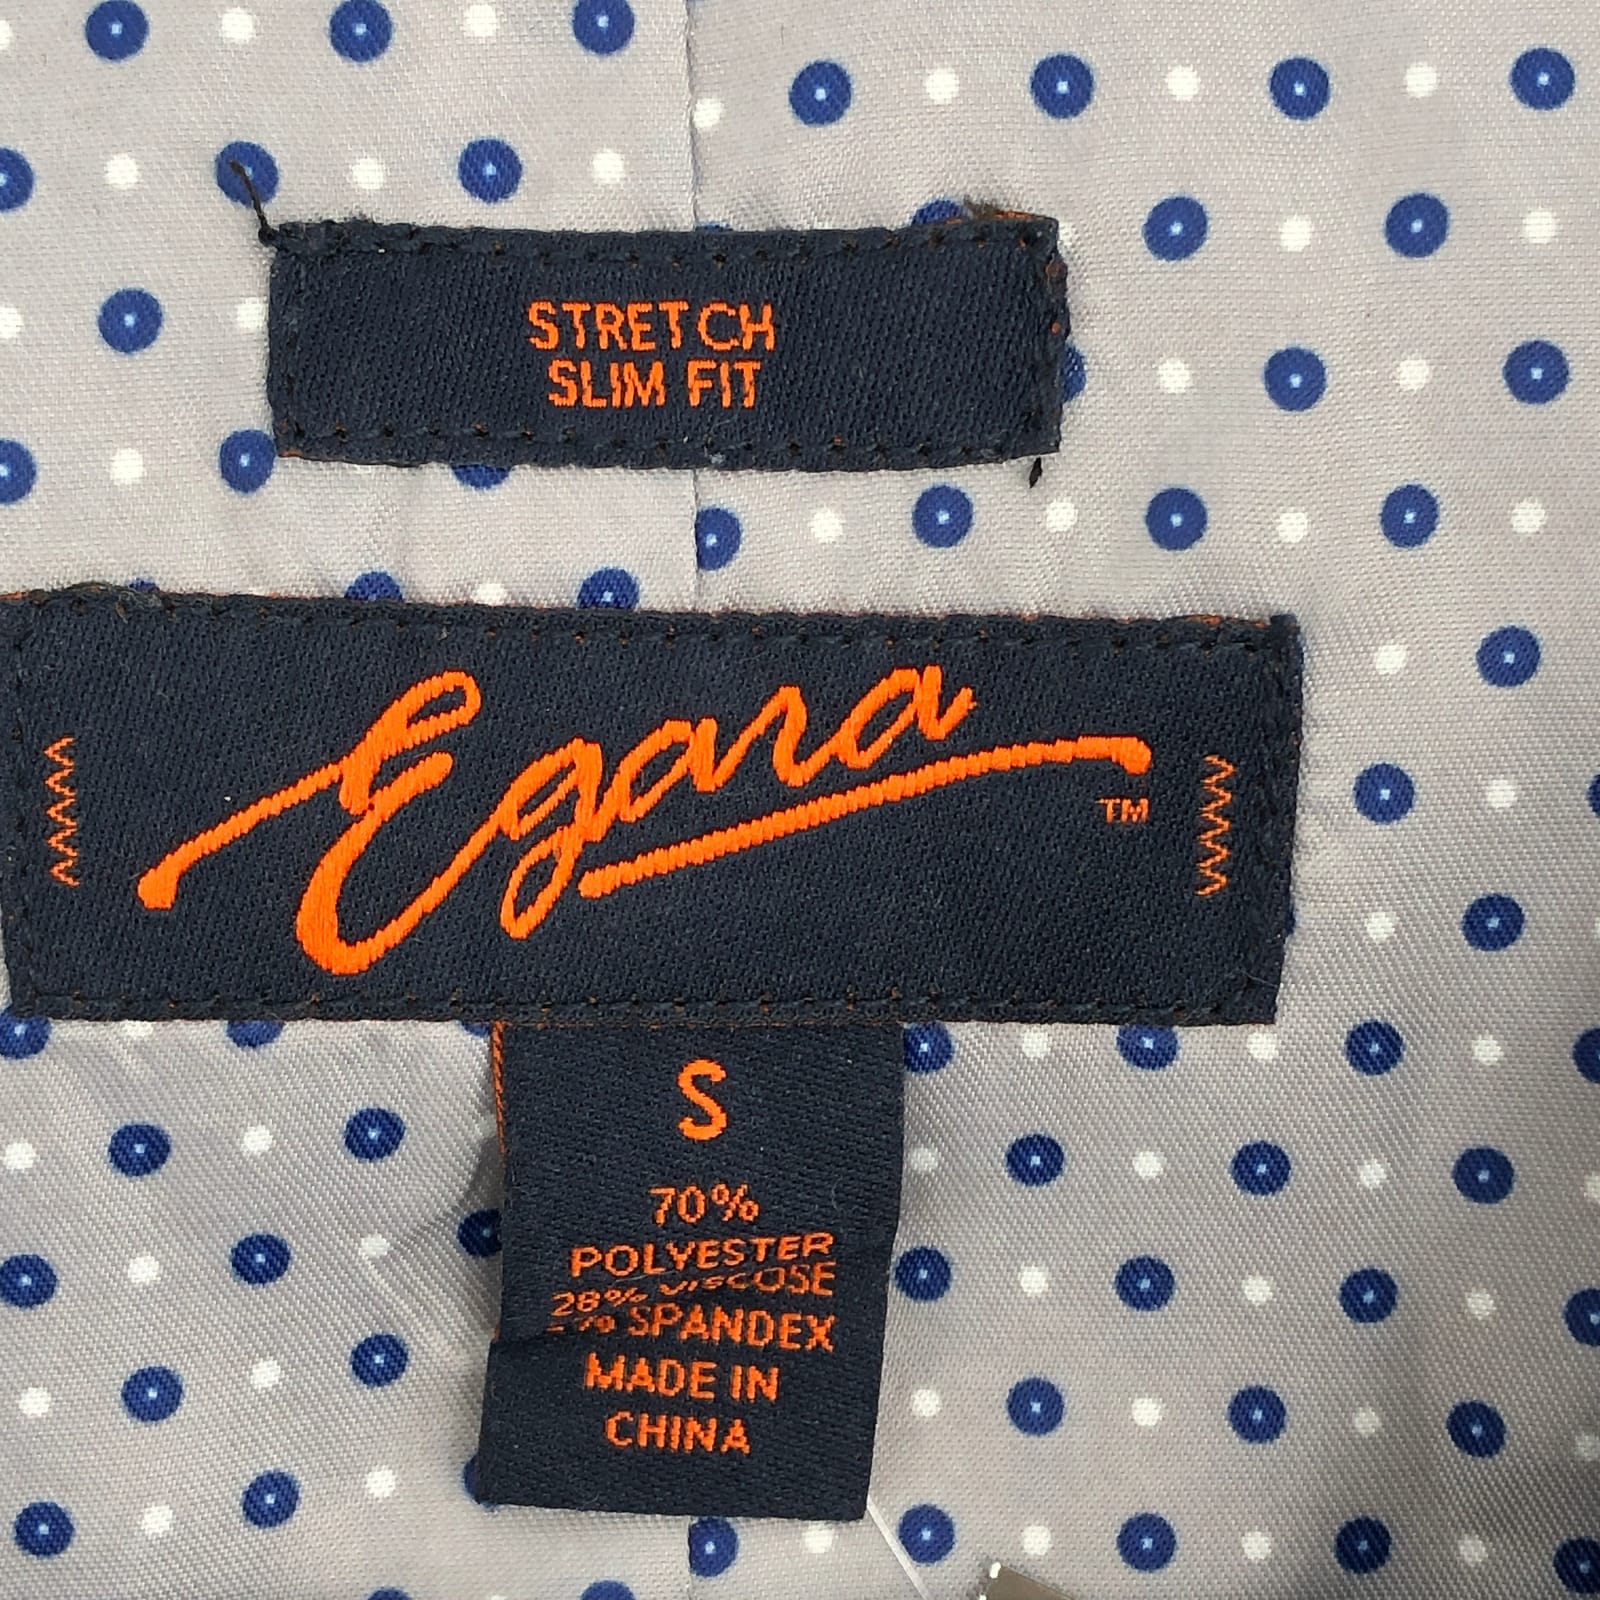 STRETCH
SLIM FIT
Egara
TM
S
70%
POLYESTER
28% VISCOSE
% SPANDEX
MADE IN
CHINA